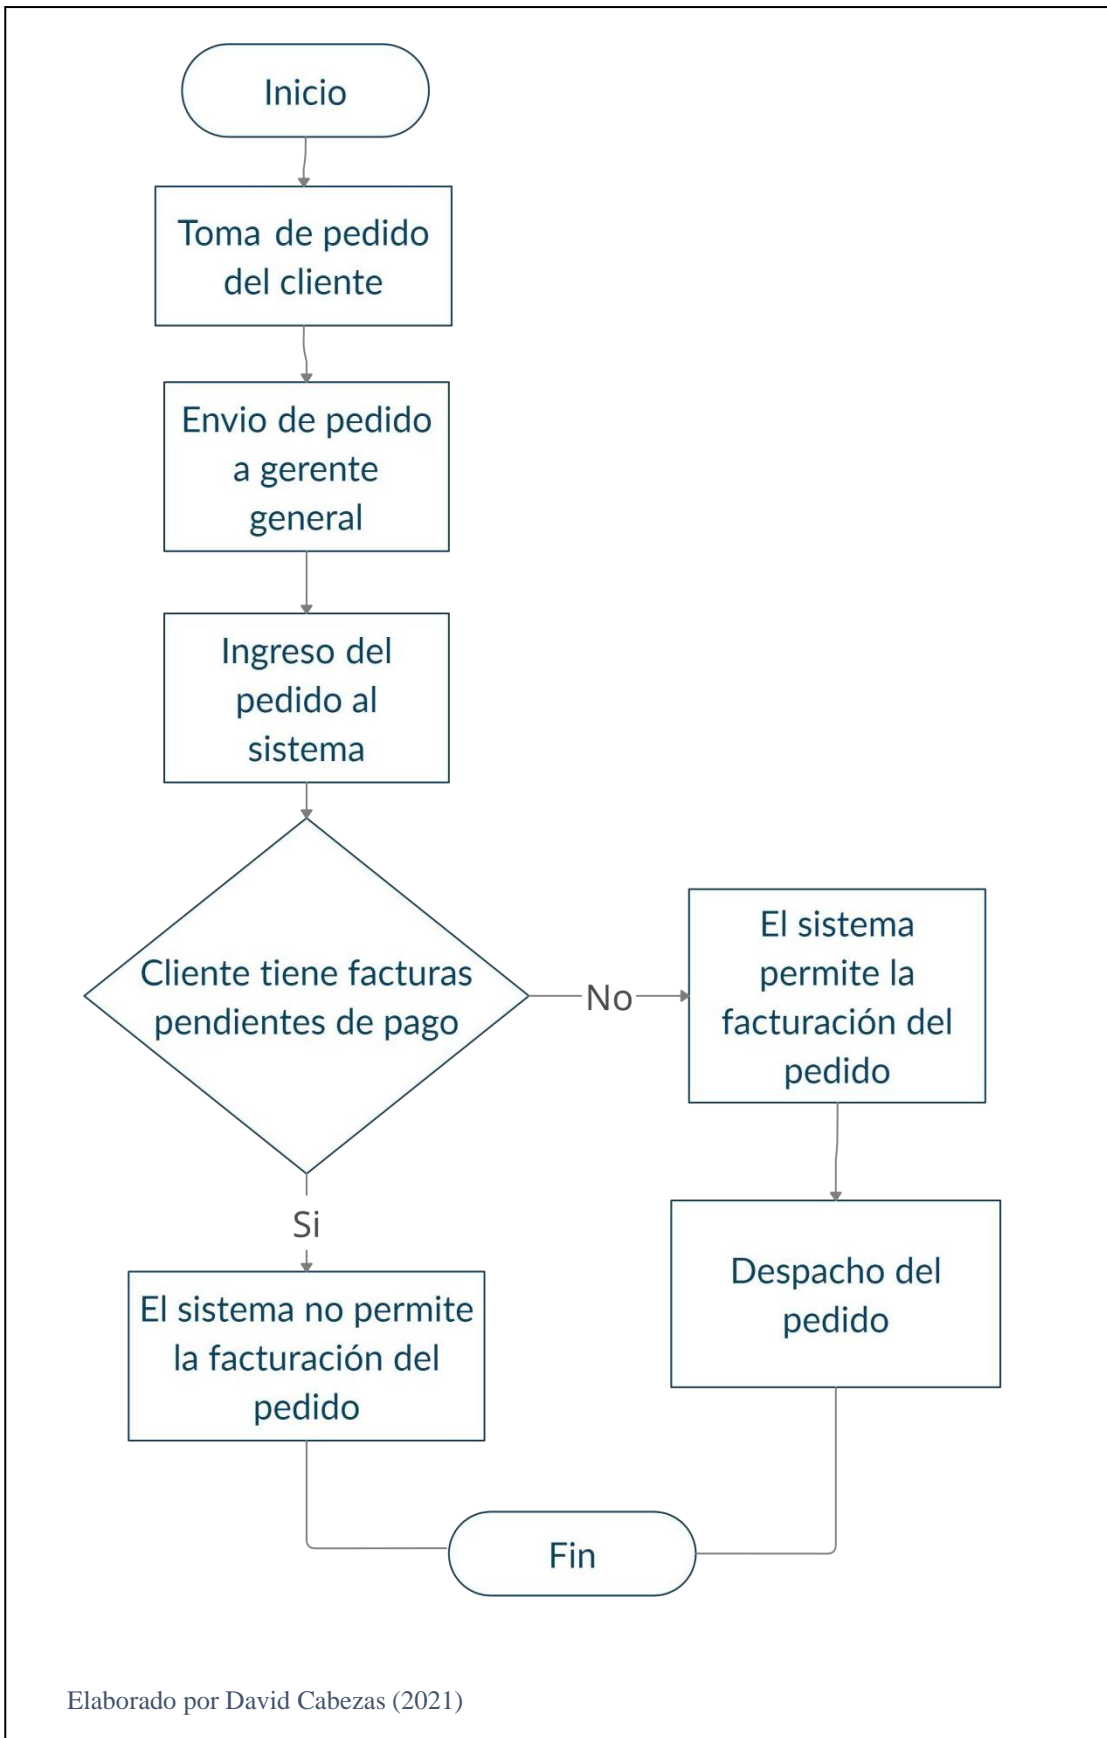 Inicio
Toma de pedido
del cliente
Envio de pedido
a gerente
general
Ingreso del
pedido al
sistema
Cliente tiene facturas
pendientes de pago
No
El sistema
permite la
facturación del
pedido
Si
El sistema no permite
la facturación del
pedido
Despacho del
pedido
Fin
Elaborado por David Cabezas (2021)